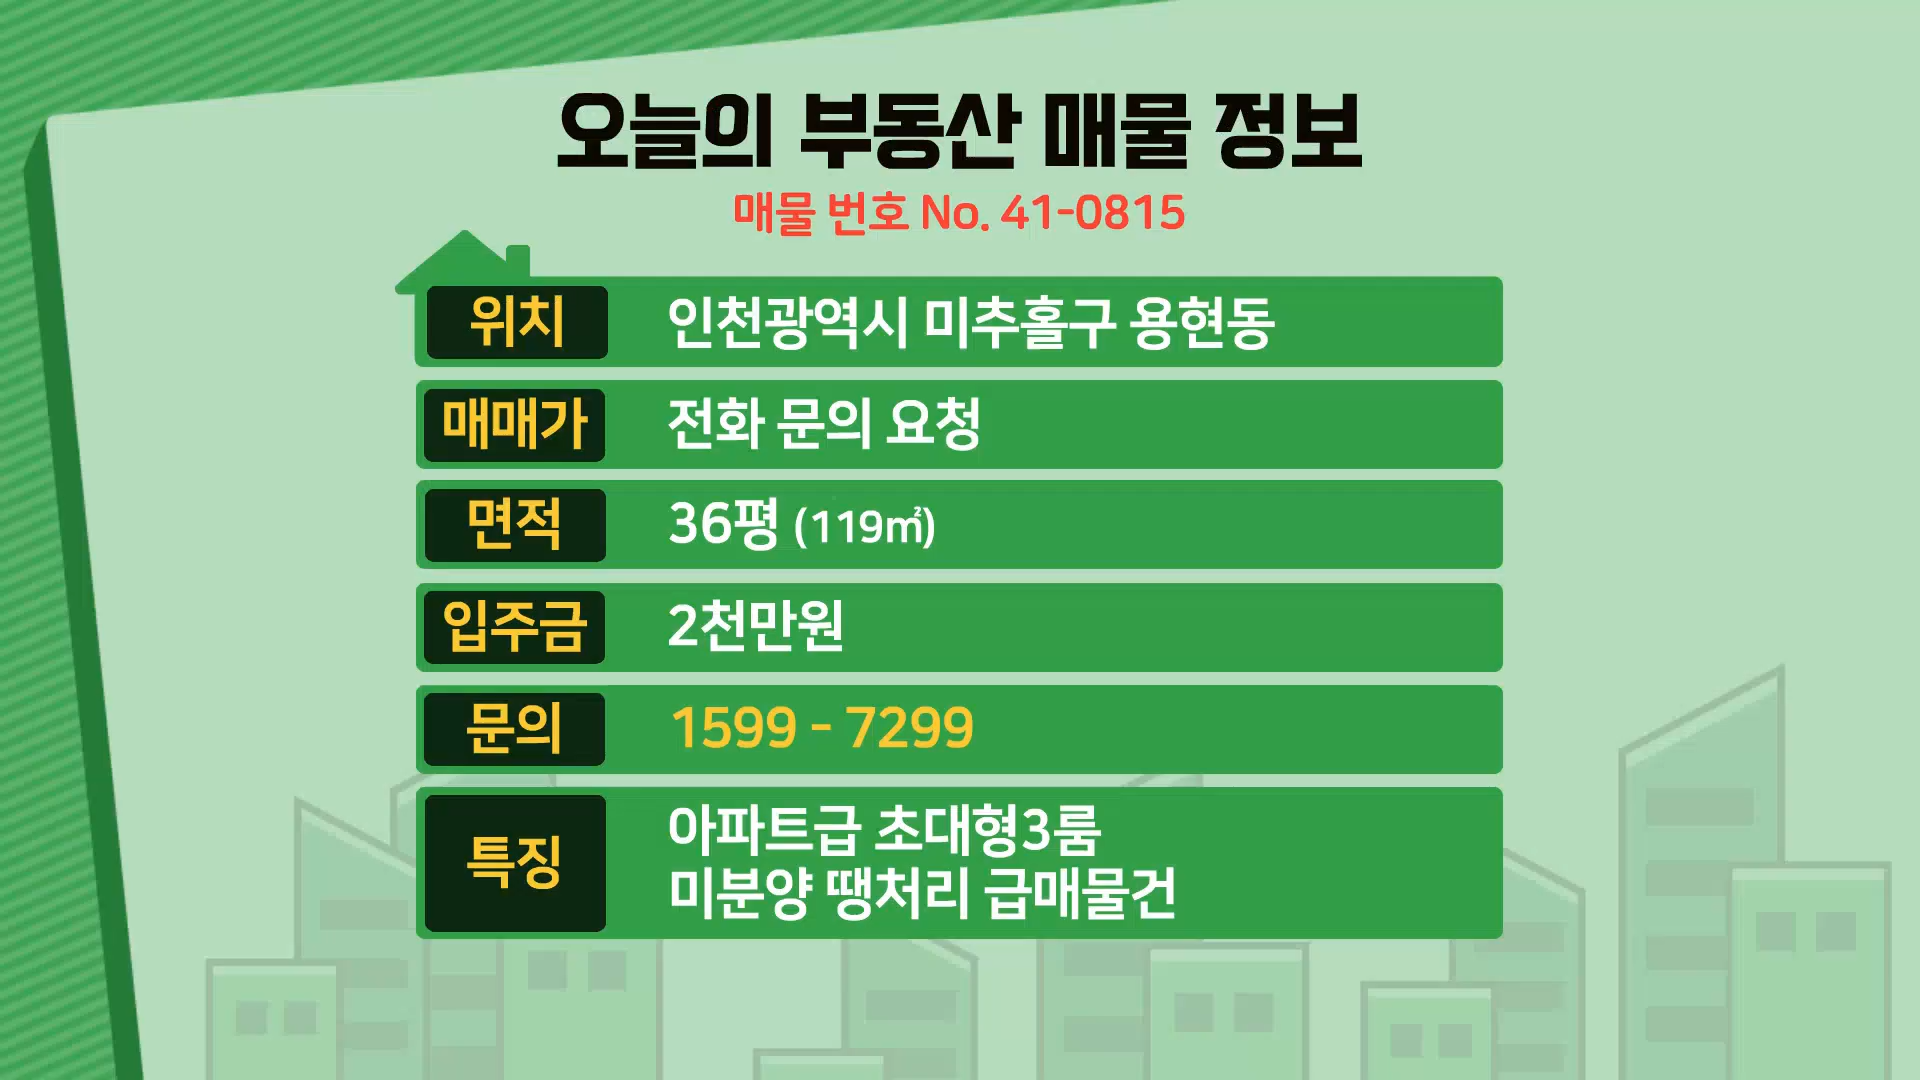 오늘의 부동산 매물 정보
매물 번호 No. 41-0815
위치 인천광역시 미추홀구 용현동
매매가 전화 문의 요청
면적 36평 (119㎡)
입주금 2천만원
문의 1599 - 7299
특징 아파트급 초대형3룸
미분양 땡처리 급매물건